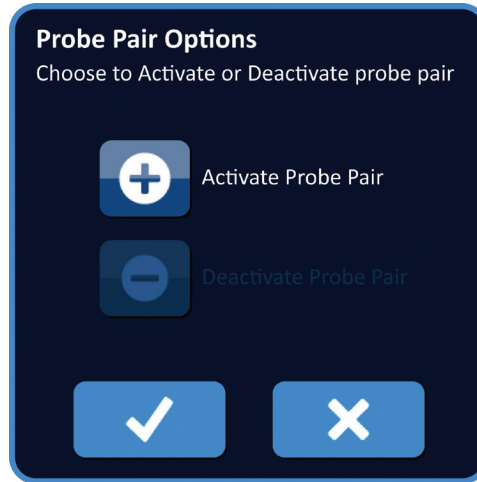 Probe Pair Options
Choose to Activate or Deactivate probe pair
Activate Probe Pair
Deactivate Probe Pair